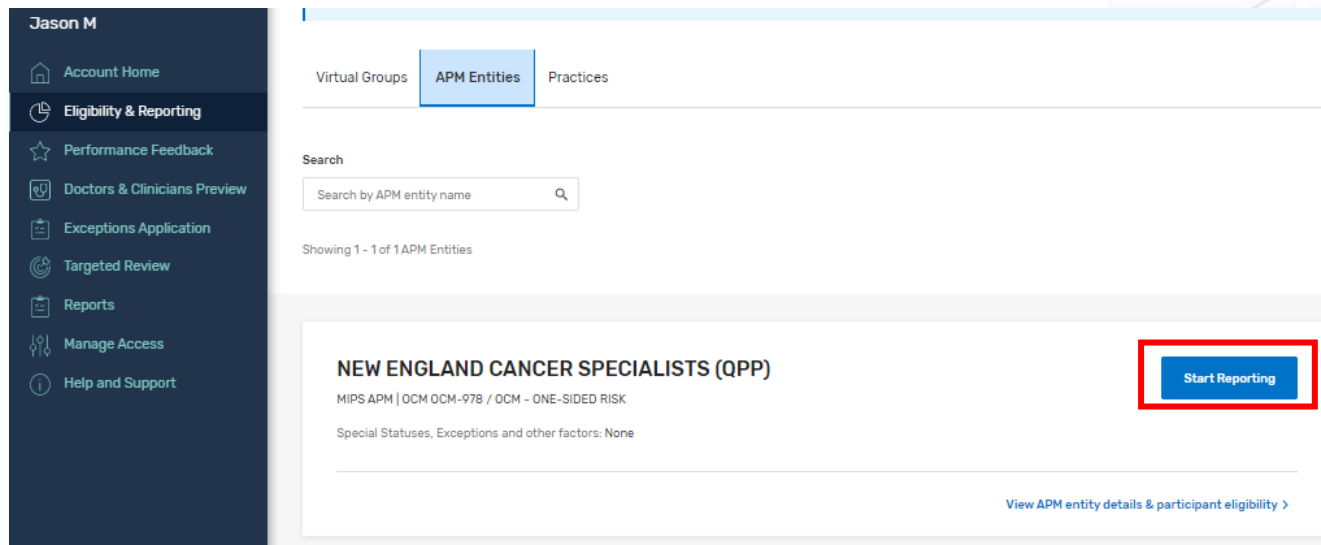 Jason M
Account Home
Eligibility & Reporting
Performance Feedback
Doctors & Clinicians Preview
Exceptions Application
Targeted Review
Reports
Manage Access
Help and Support
Virtual Groups APM Entities Practices
Search
Search by APM entity name
Showing 1 - 1 of 1 APM Entities
NEW ENGLAND CANCER SPECIALISTS (QPP)
Start Reporting
MIPS APM | OCM OCM-978 / OCM - ONE-SIDED RISK
Special Statuses, Exceptions and other factors: None
View APM entity details & participant eligibility >